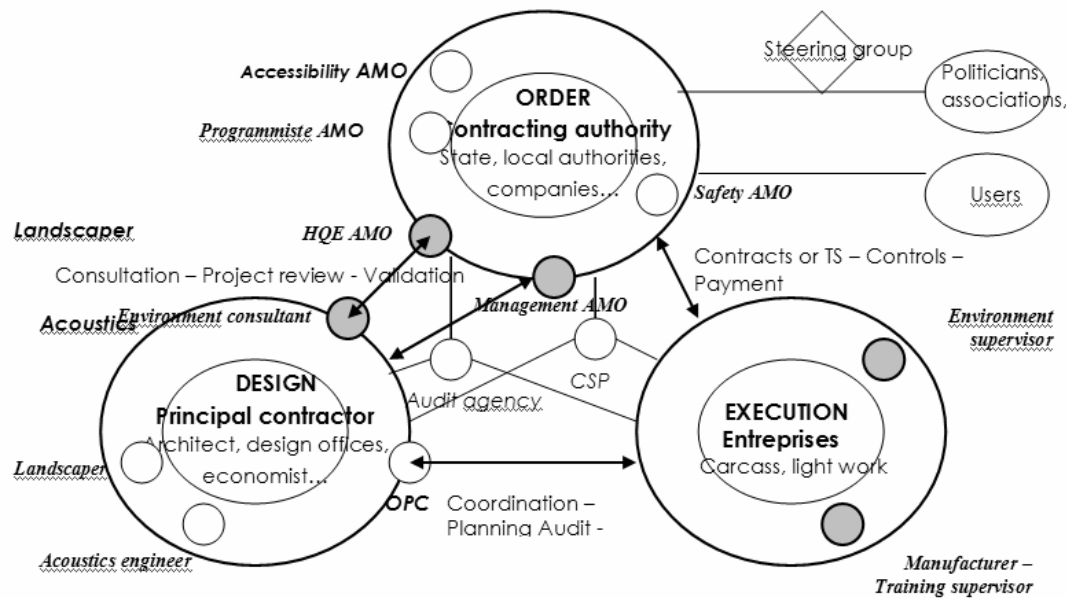 Steering group
Accessibility AMO
Politicians,
associations,
ORDER
Contracting authority
Programmiste AMO
State, local authorities,
companies...
Safety AMO
Users
Landscaper
HQE AMO
Contracts or TS – Controls –
Payment
Consultation – Project review - Validation
Management AMO
Environment consultant
Acoustics
Environment
supervisor
CSP
Audit agency
DESIGN
Principal contractor
Architect, design offices,
economist...
EXECUTION
Entreprises
Carcass, light work
Landscaper
OPC
Coordination –
Planning Audit -
Acoustics engineer
Manufacturer –
Training supervisor